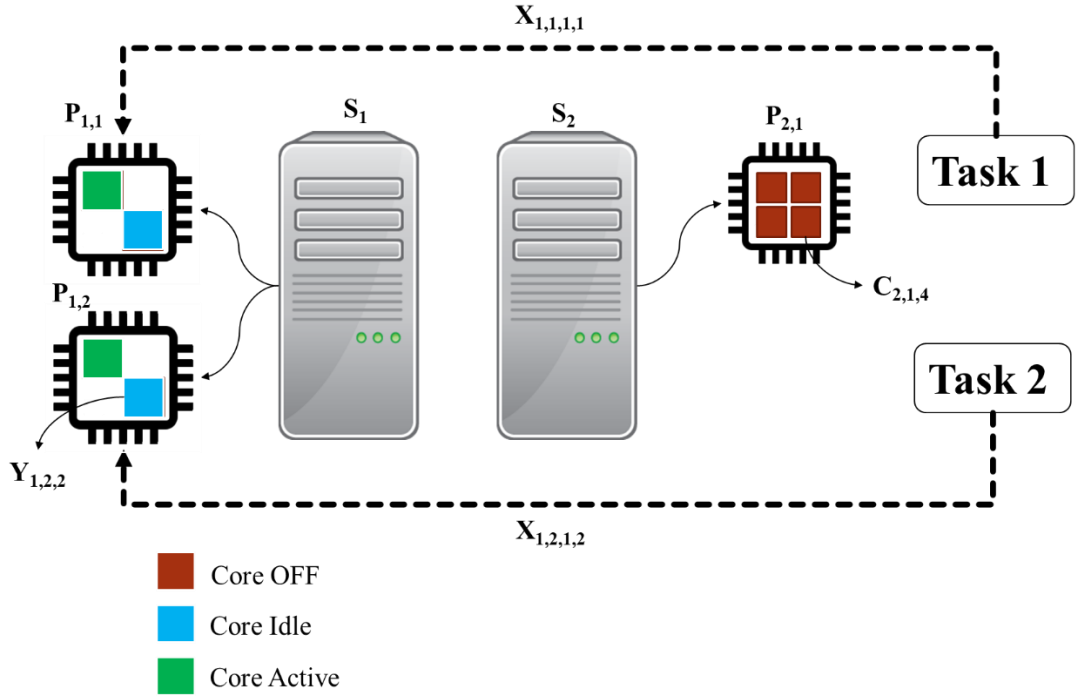 X1,1,1,1
P1,1
S1
S2
P2,1
Task 1
P1,2
C2,1,4
Task 2
Y1,2,2
X1,2,1,2
Core OFF
Core Idle
Core Active